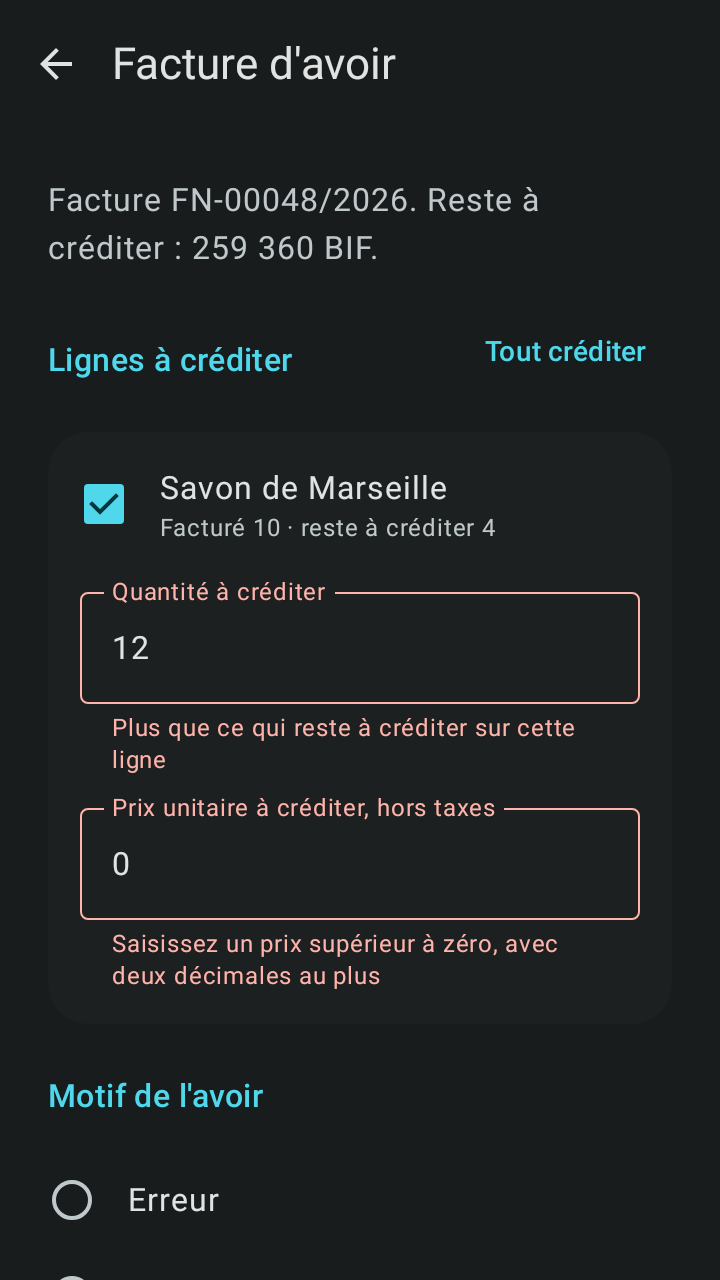 Facture d'avoir
Facture FN-00048/2026. Reste à
créditer : 259 360 BIF.
Lignes à créditer
Tout créditer
Savon de Marseille
Facturé 10 · reste à créditer 4
Quantité à créditer
12
Plus que ce qui reste à créditer sur cette
ligne
Prix unitaire à créditer, hors taxes
0
Saisissez un prix supérieur à zéro, avec
deux décimales au plus
Motif de l'avoir
Erreur